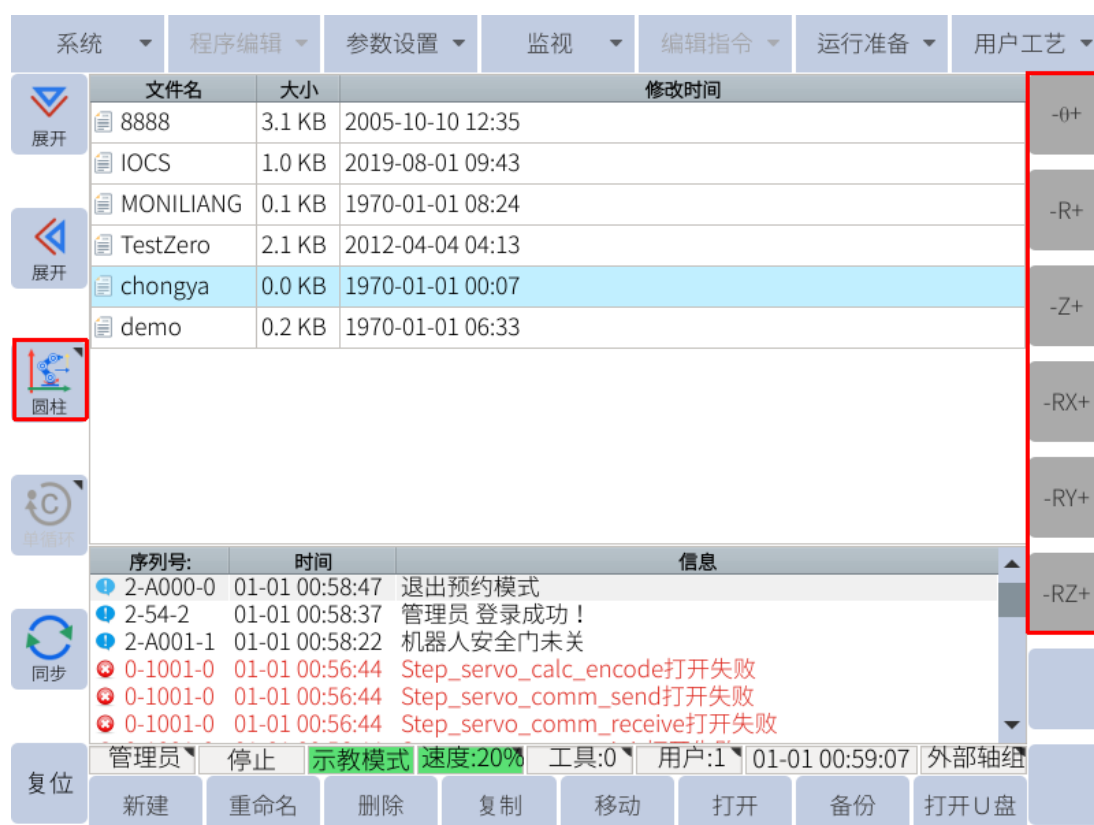 系统 程序编辑 参数设置 监视 编辑指令 运行准备 用户工艺
展开
展开
圆柱
单循环
同步
复位
文件名 大小 修改时间
8888 3.1 KB 2005-10-10 12:35
IOCS 1.0 KB 2019-08-01 09:43
MONILIANG 0.1 KB 1970-01-01 08:24
TestZero 2.1 KB 2012-04-04 04:13
chongya 0.0 KB 1970-01-01 00:07
demo 0.2 KB 1970-01-01 06:33
-θ+
-R+
-Z+
-RX+
-RY+
-RZ+
序列号: 时间 信息
2-A000-0 01-01 00:58:47 退出预约模式
2-54-2 01-01 00:58:37 管理员 登录成功！
2-A001-1 01-01 00:58:22 机器人安全门未关
0-1001-0 01-01 00:56:44 Step_servo_calc_encode打开失败
0-1001-0 01-01 00:56:44 Step_servo_comm_send打开失败
0-1001-0 01-01 00:56:44 Step_servo_comm_receive打开失败
管理员 停止 示教模式 速度:20% 工具:0 用户:1 01-01 00:59:07 外部轴组
新建 重命名 删除 复制 移动 打开 备份 打开U盘